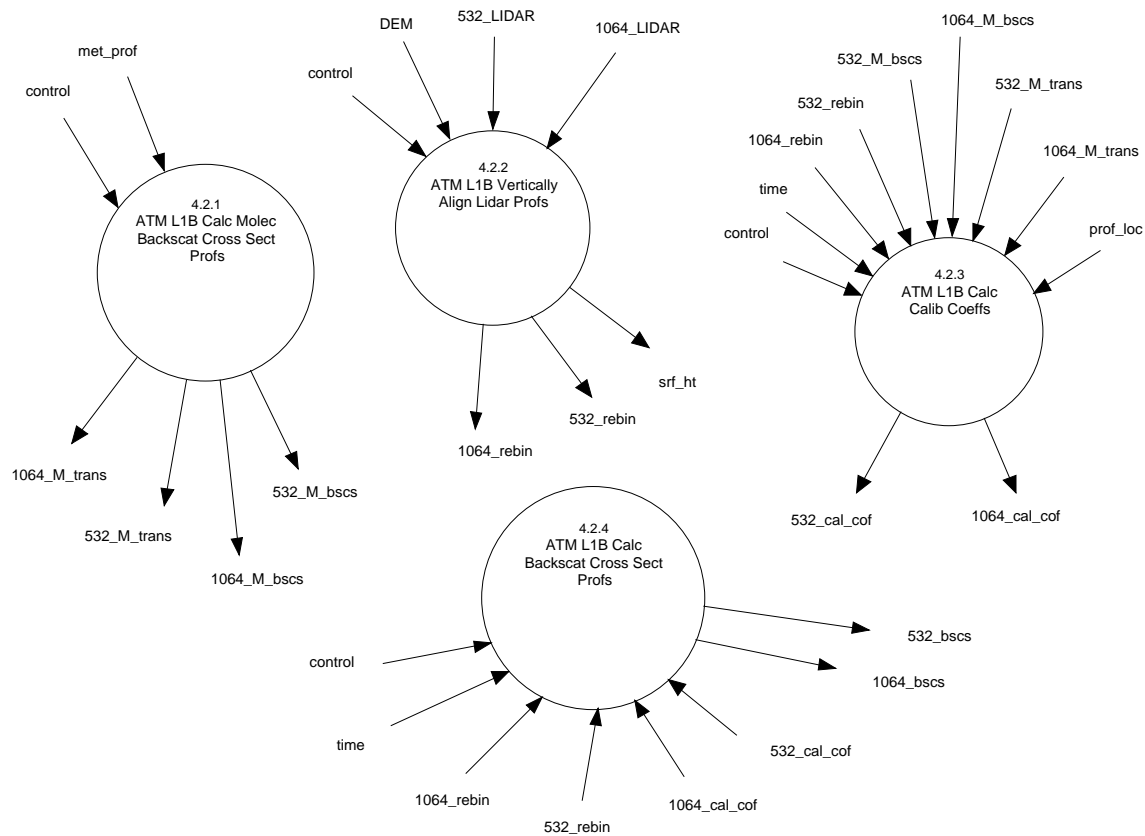 met_prof
control
1064_M_trans
532_M_trans
1064_M_bscs
532_M_bscs
4.2.1
ATM L1B Calc Molec
Backscat Cross Sect
Profs
control
DEM
532_LIDAR
1064_LIDAR
4.2.2
ATM L1B Vertically
Align Lidar Profs
srf_ht
532_rebin
1064_rebin
1064_M_bscs
532_M_bscs
532_M_trans
532_rebin
1064_rebin
1064_M_trans
time
control
prof_loc
4.2.3
ATM L1B Calc
Calib Coeffs
532_cal_cof
1064_cal_cof
4.2.4
ATM L1B Calc
Backscat Cross Sect
Profs
532_bscs
1064_bscs
control
time
1064_rebin
532_rebin
1064_cal_cof
532_cal_cof